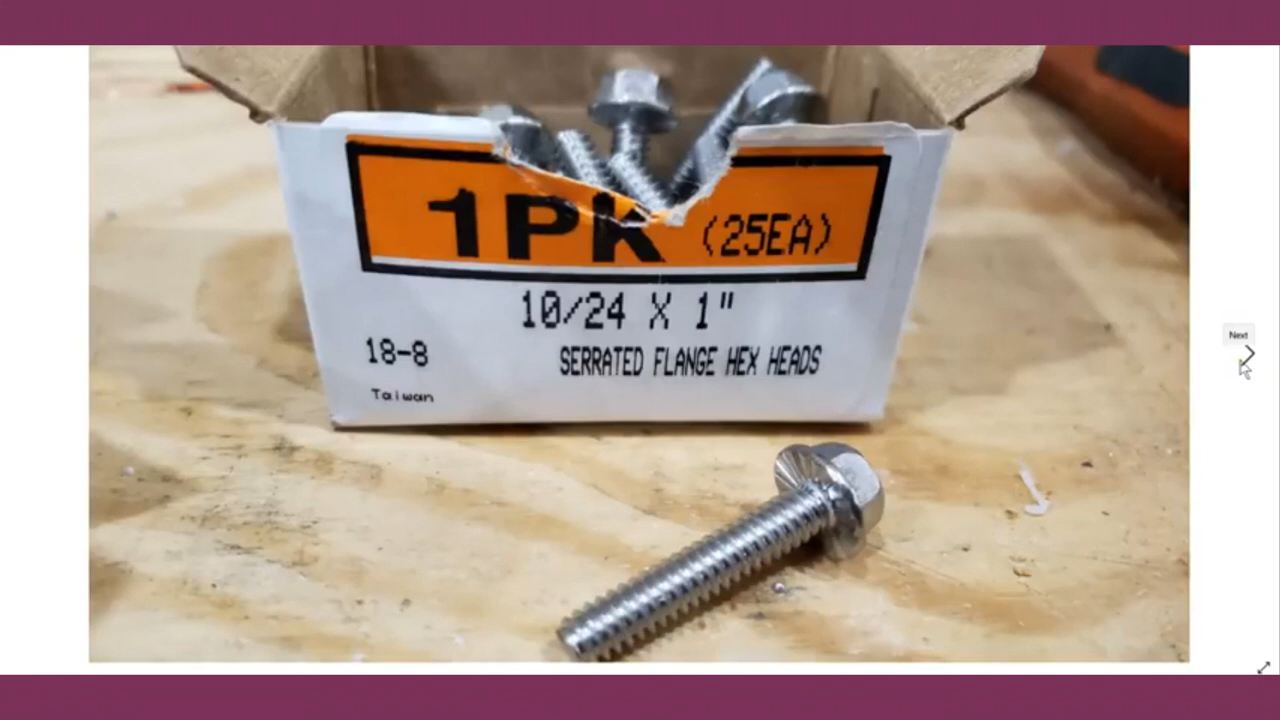 1PK (25EA)
10/24 X 1"
18-8
SERRATED FLANGE HEX HEADS
Taiwan
Next